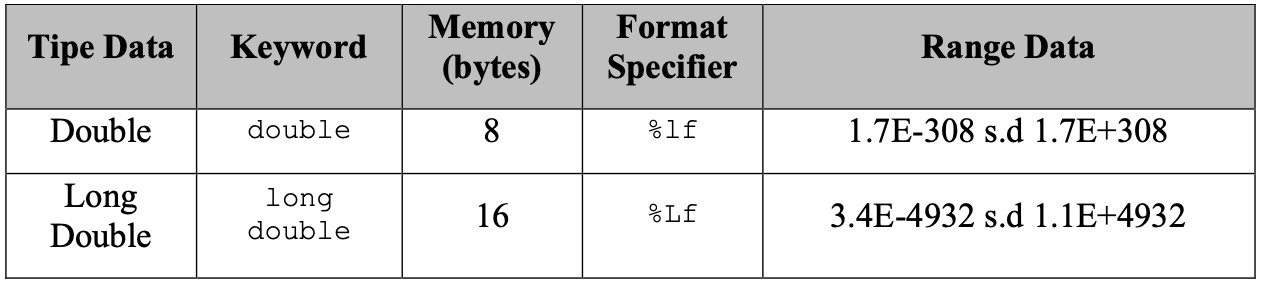 Tipe Data Keyword Memory (bytes) Format Specifier Range Data
Double double 8 %lf 1.7E-308 s.d 1.7E+308
Long Double long double 16 %Lf 3.4E-4932 s.d 1.1E+4932